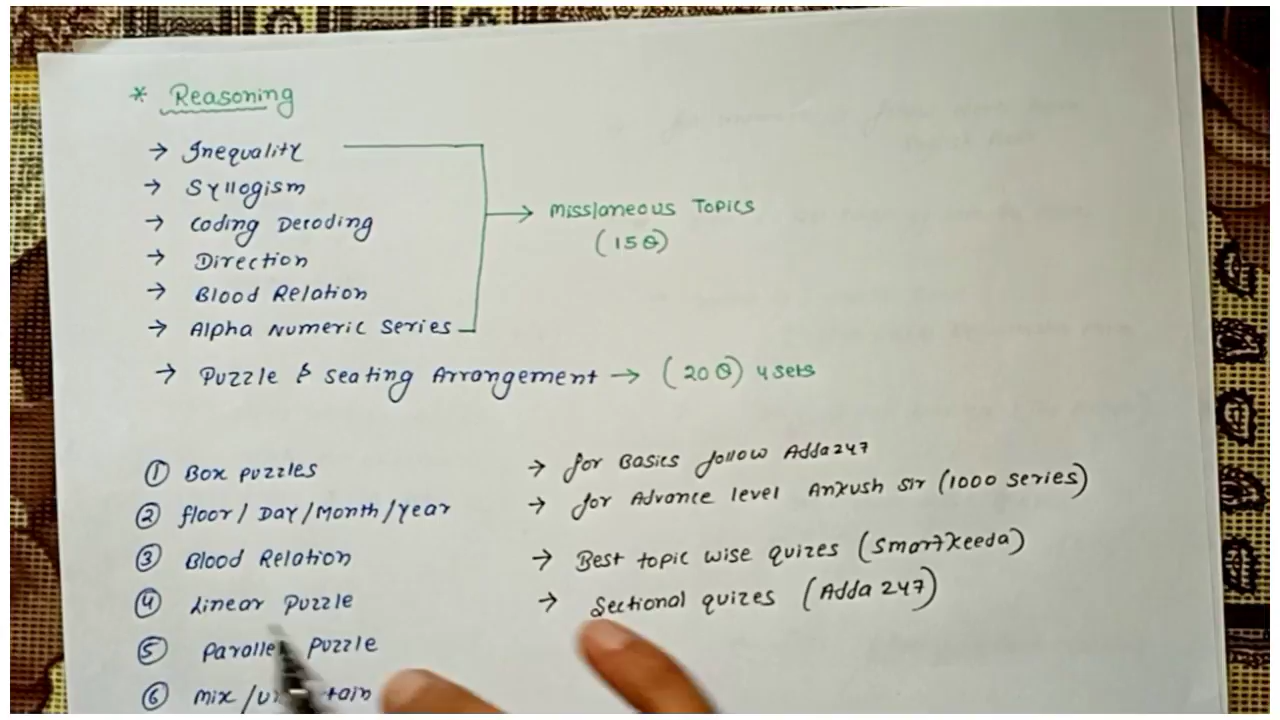 * Reasoning
→ Inequality
→ Syllogism
→ Coding Decoding
→ Direction
→ Blood Relation
→ Alpha Numeric Series
Misslaneous Topics
(15Q)
→ Puzzle & Seating Arrangement → (20Q) 4 sets
① Box Puzzles
② floor / Day / Month / year
③ Blood Relation
④ Linear Puzzle
⑤ Parallel Puzzle
⑥ Mix /
→ for Basics follow Adda247
→ for Advance level Ankush Sir (1000 series)
→ Best topic wise quizes (Smartkeeda)
→ Sectional quizes (Adda 247)